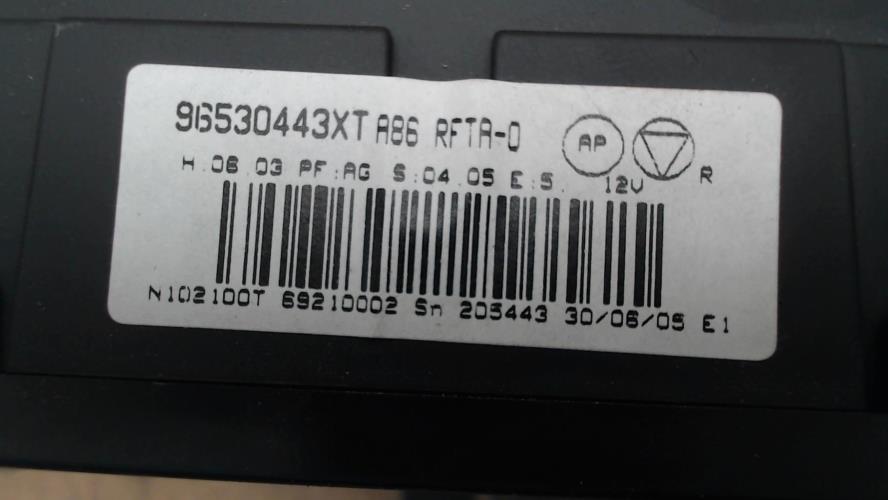 96530443XT A86 RFTA-0 AP
H.06.03 PF:AG S:04.05 E:5. 12V R
N102100T 69210002 Sn 205443 30/06/05 E1